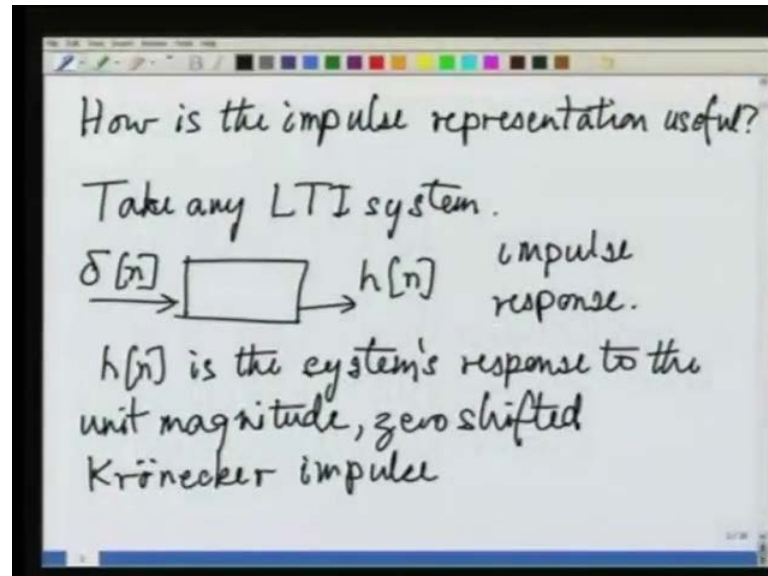 How is the impulse representation useful?
Take any LTI system.
δ[n] h[n] impulse
response.
h[n] is the system's response to the
unit magnitude, zero shifted
Krönecker impulse